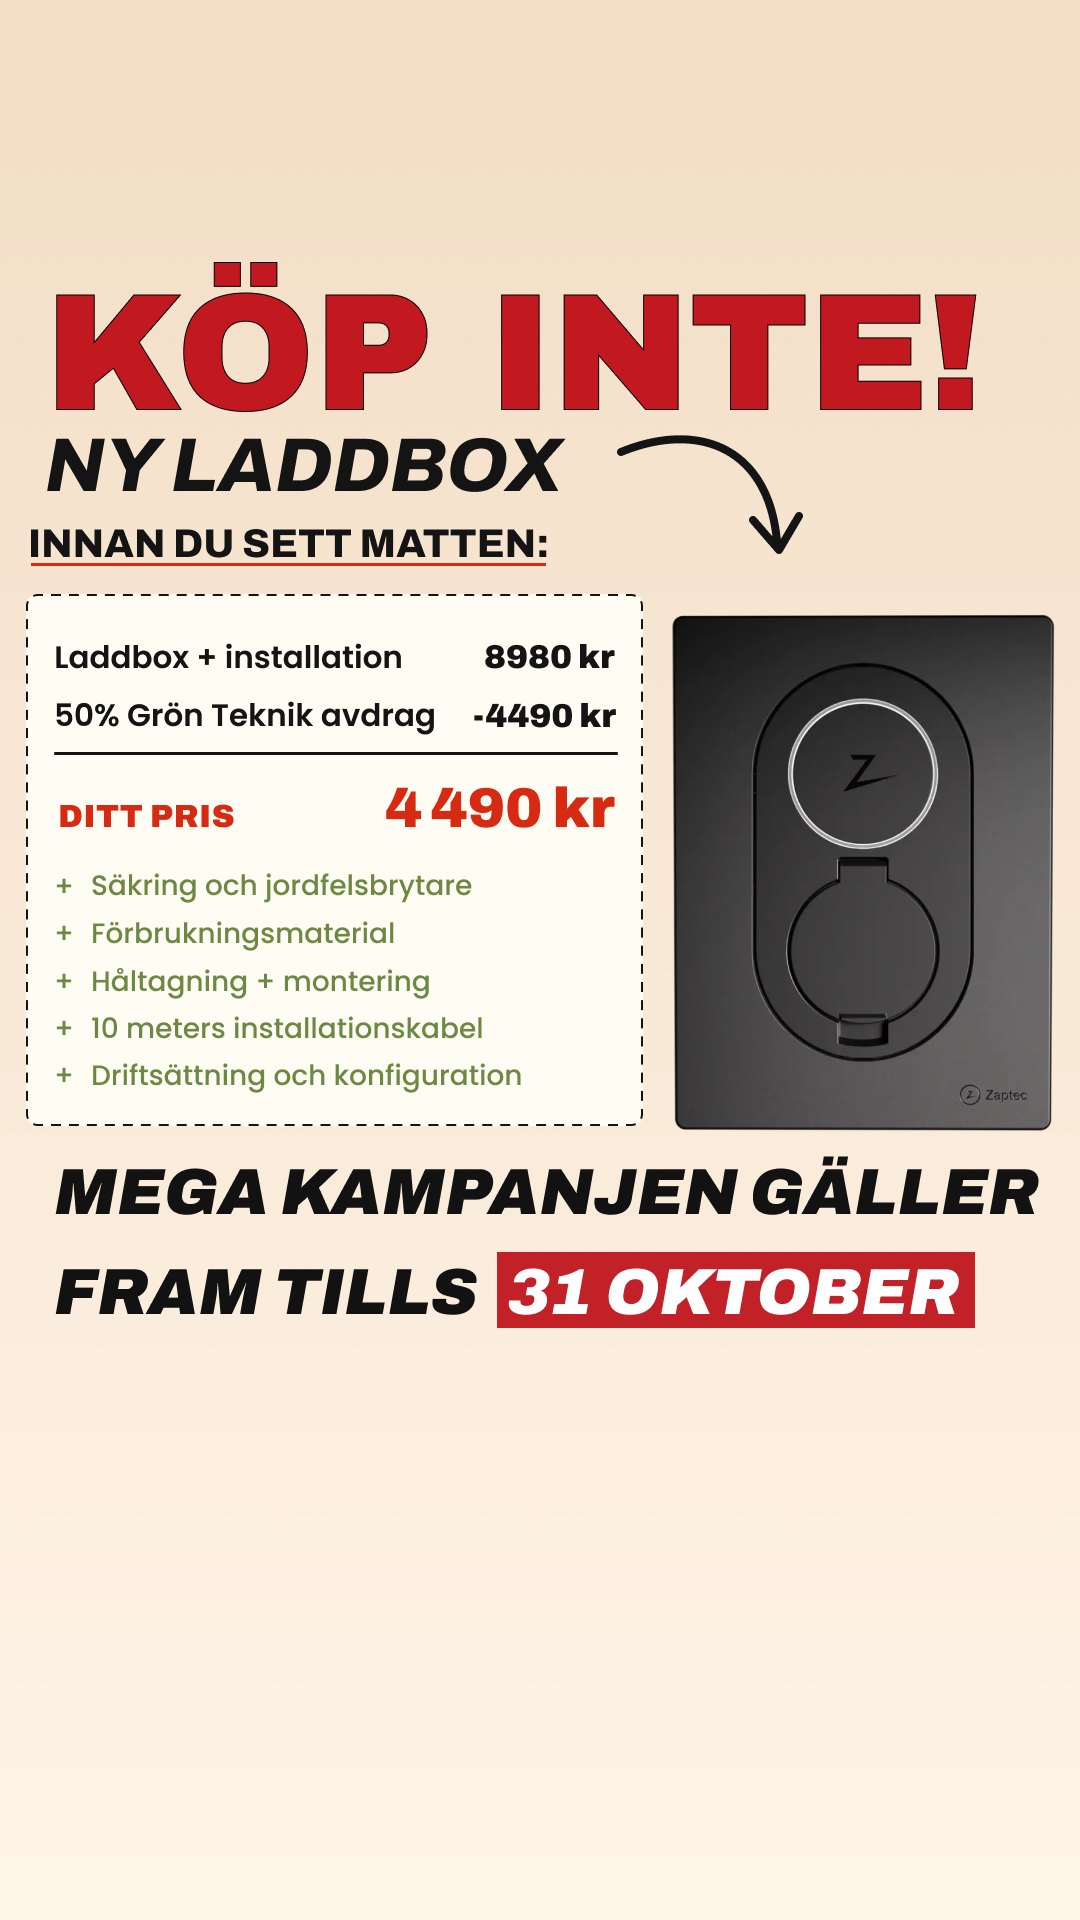 KÖP INTE!
NY LADDBOX
INNAN DU SETT MATTEN:
Laddbox + installation 8980 kr
50% Grön Teknik avdrag -4490 kr
DITT PRIS 4 490 kr
+ Säkring och jordfelsbrytare
+ Förbrukningsmaterial
+ Håltagning + montering
+ 10 meters installationskabel
+ Driftsättning och konfiguration
Zaptec
MEGA KAMPANJEN GÄLLER
FRAM TILLS 31 OKTOBER